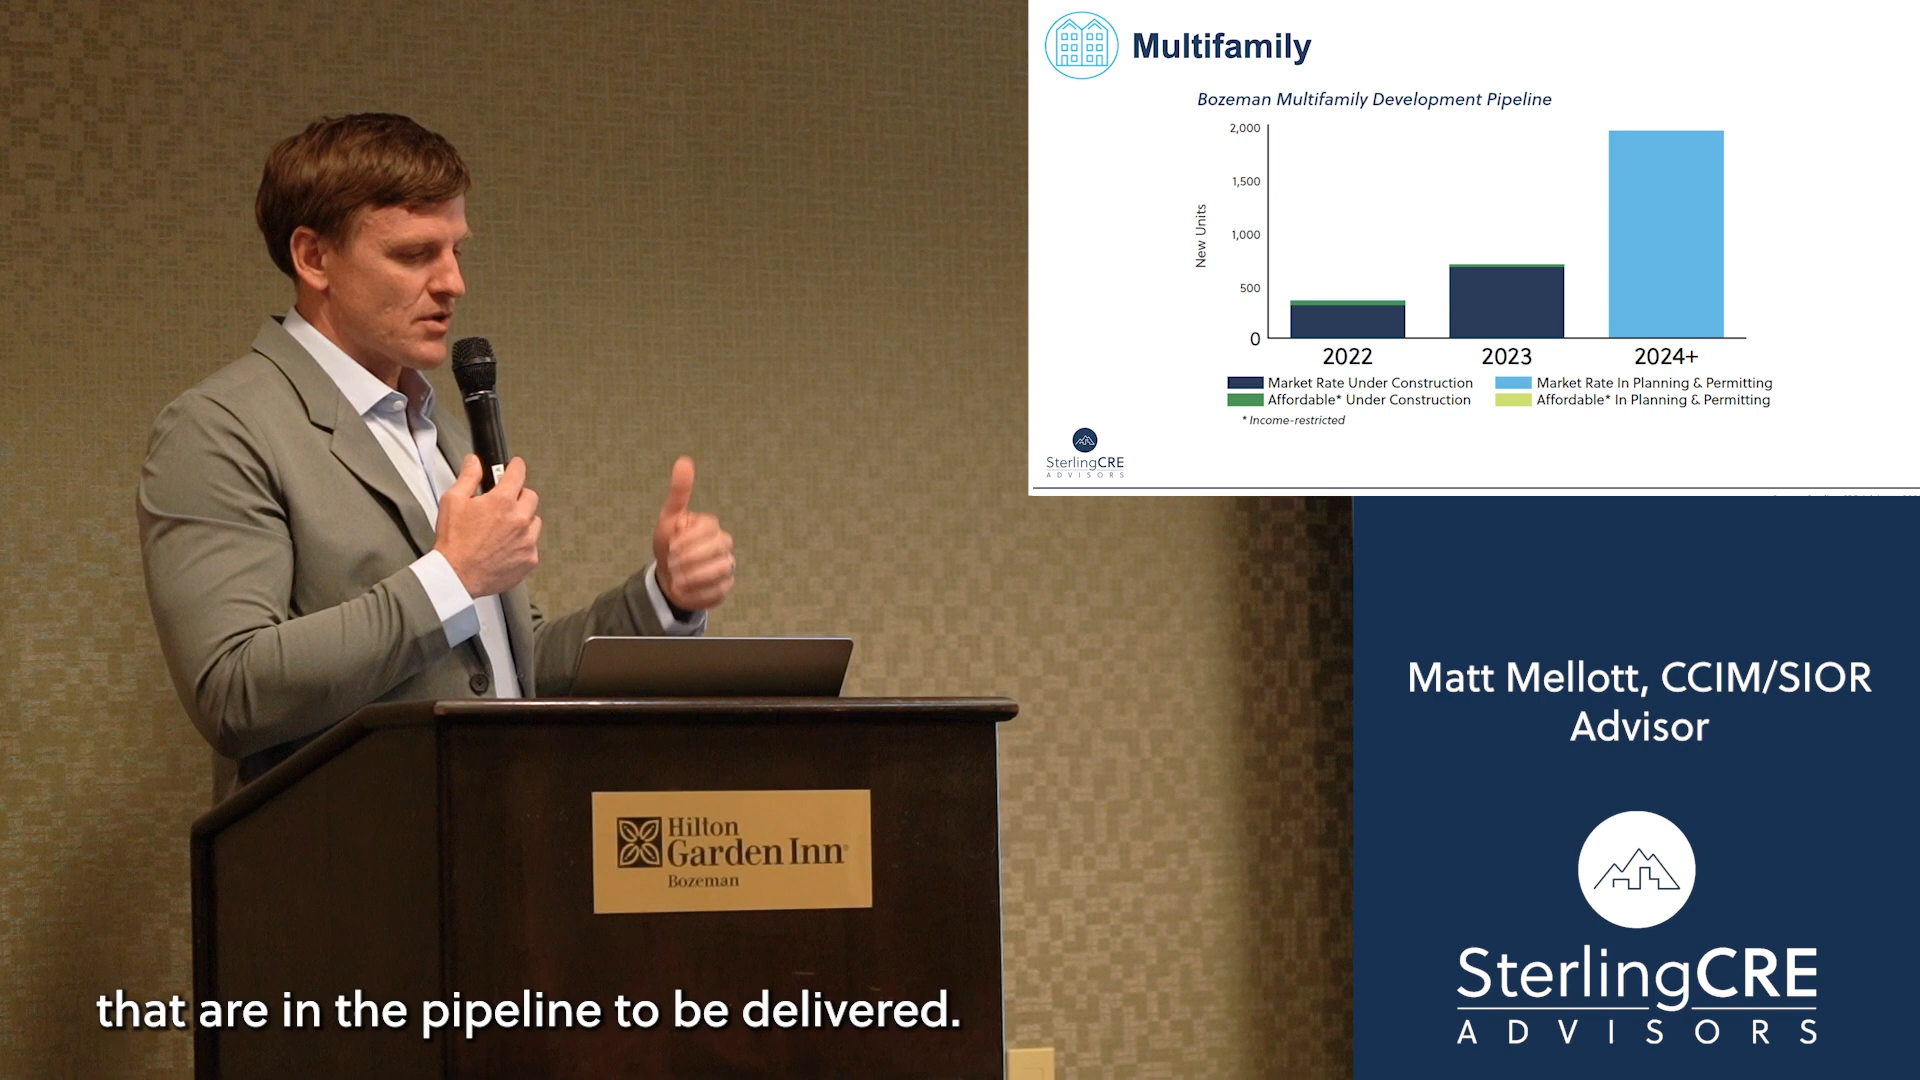 Multifamily
Bozeman Multifamily Development Pipeline
2,000
1,500
1,000
500
0
New Units
2022 2023 2024+
Market Rate Under Construction
Market Rate In Planning & Permitting
Affordable* Under Construction
Affordable* In Planning & Permitting
* Income-restricted
SterlingCRE
ADVISORS
Matt Mellott, CCIM/SIOR
Advisor
Hilton
Garden Inn
Bozeman
SterlingCRE
ADVISORS
that are in the pipeline to be delivered.